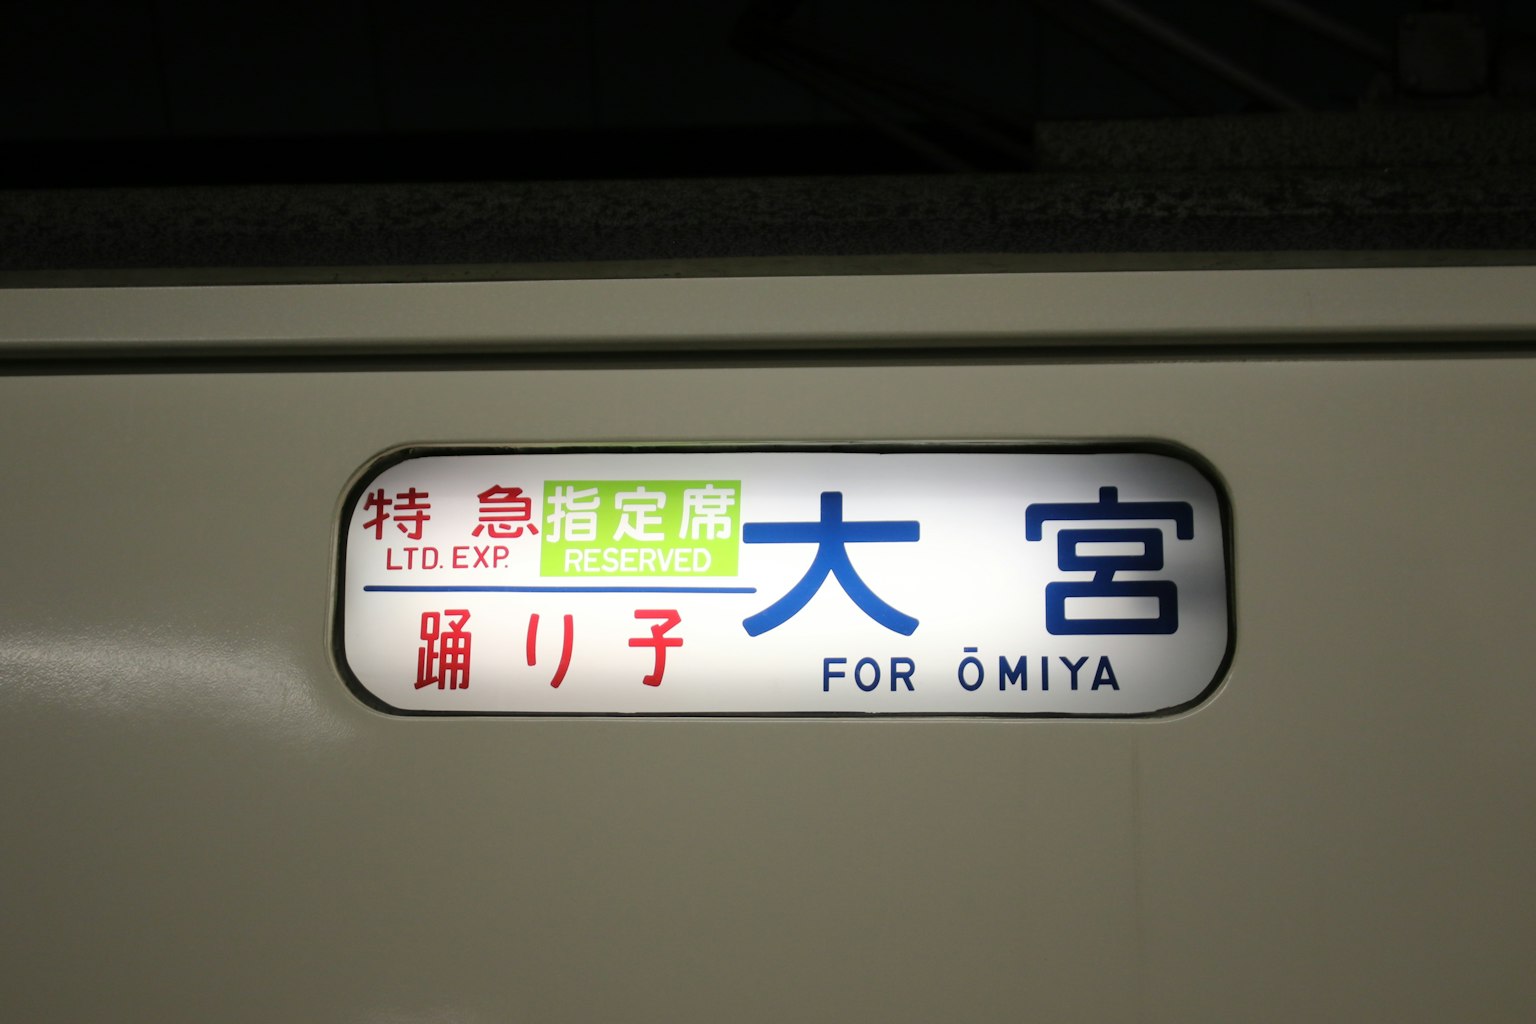 特急 指定席
LTD. EXP. RESERVED
踊り子
大宮
FOR ŌMIYA